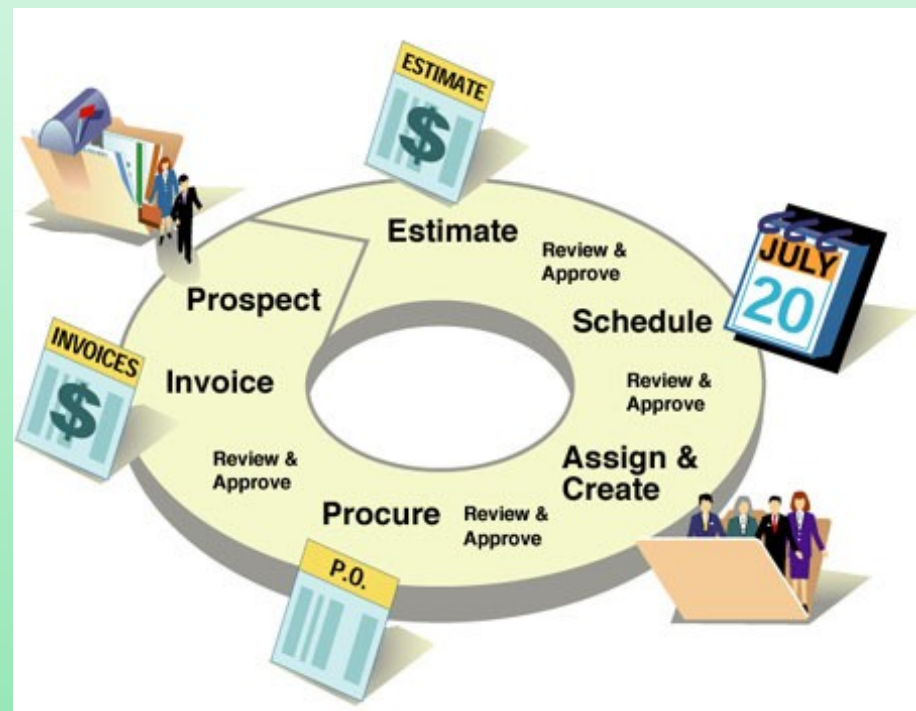 ESTIMATE
$
Estimate
Review &
Approve
JULY
20
Schedule
Review &
Approve
Assign &
Create
Review &
Approve
Procure
P.O.
Review &
Approve
INVOICES
$
Invoice
Prospect